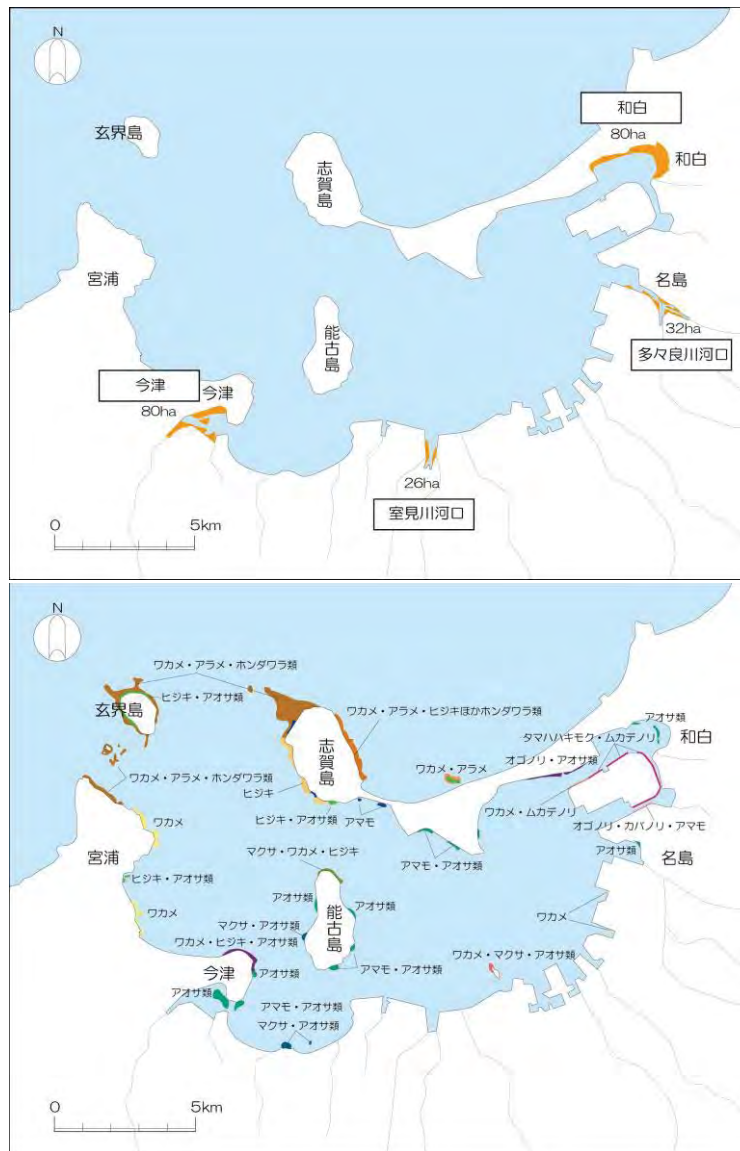 N
玄界島
志賀島
和白
80ha
和白
宮浦
能古島
名島
32ha
多々良川河口
今津
今津
80ha
26ha
室見川河口
0
5km
N
ワカメ・アラメ・ホンダワラ類
ヒジキ・アオサ類
玄界島
志賀島
ワカメ・アラメ・ヒジキほかホンダワラ類
アオサ類
タマハハキモク・ムカデノリ
和白
オゴノリ・アオサ類
ワカメ・アラメ
ワカメ・アラメ・ホンダワラ類
ヒジキ
ワカメ・ムカデノリ
ワカメ
ヒジキ・アオサ類
アマモ
オゴノリ・カバノリ・アマモ
宮浦
マクサ・ワカメ・ヒジキ
アマモ・アオサ類
アオサ類
名島
ヒジキ・アオサ類
アオサ類
能古島
アオサ類
ワカメ
マクサ・アオサ類
ワカメ
ワカメ・ヒジキ・アオサ類
今津
アオサ類
アマモ・アオサ類
ワカメ・マクサ・アオサ類
アオサ類
アマモ・アオサ類
マクサ・アオサ類
0
5km